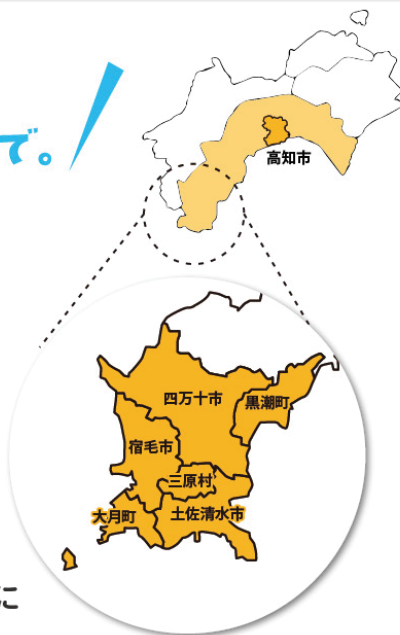 で。
高知市
四万十市
黒潮町
宿毛市
三原村
大月町
土佐清水市
に